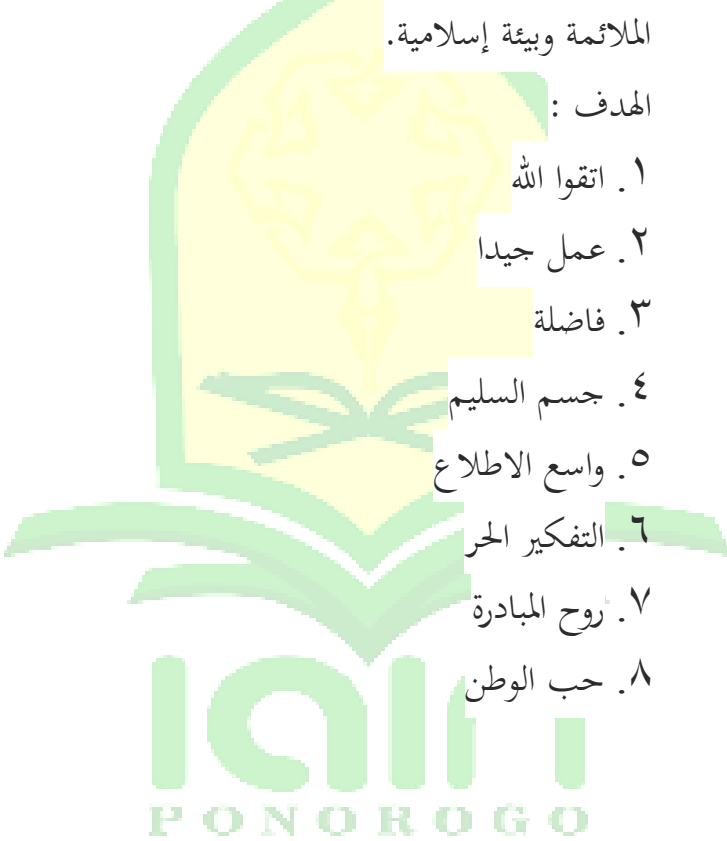 الملائمة وبيئة إسلامية.
الهدف :
١. اتقوا الله
٢. عمل جيدا
٣. فاضلة
٤. جسم السليم
٥. واسع الاطلاع
٦. التفكير الحر
٧. روح المبادرة
٨. حب الوطن
iain
PONOROGO